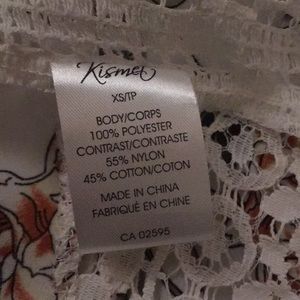 Kismet
XS/TP
BODY/CORPS
100% POLYESTER
CONTRAST/CONTRASTE
55% NYLON
45% COTTON/COTON
MADE IN CHINA
FABRIQUÉ EN CHINE
CA 02595